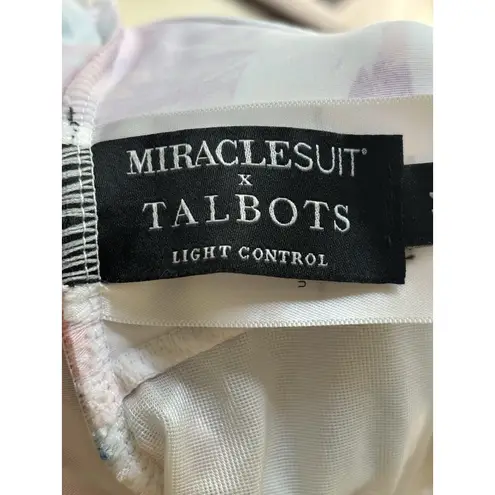 MIRACLESUIT®
X
TALBOTS
LIGHT CONTROL